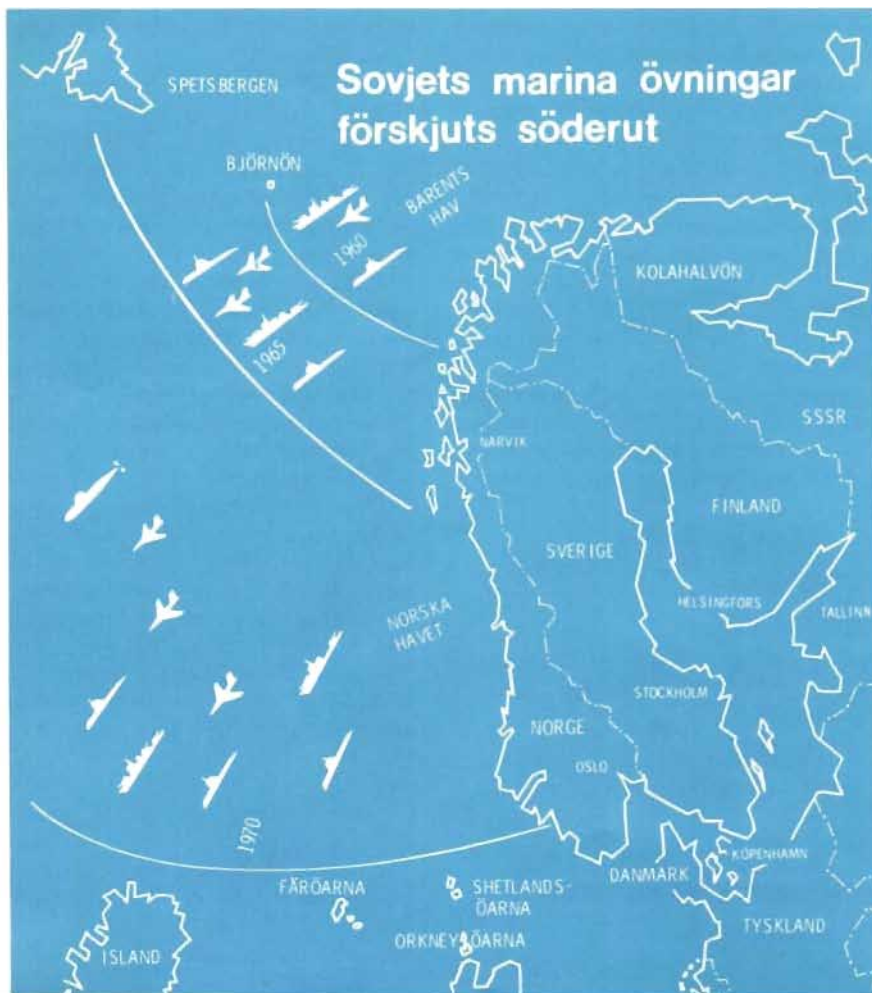 Sovjets marina övningar
förskjuts söderut
SPETSBERGEN
BJÖRNÖN
BARENTS
HAV
1960
KOLAHALVÖN
1965
SSSR
NARVIK
FINLAND
SVERIGE
HELSINGFORS
TALLINN
NORSKA
HAVET
STOCKHOLM
NORGE
OSLO
1970
KÖPENHAMN
DANMARK
FÄRÖARNA
SHETLANDS-
ÖARNA
TYSKLAND
ORKNEYSÖARNA
ISLAND